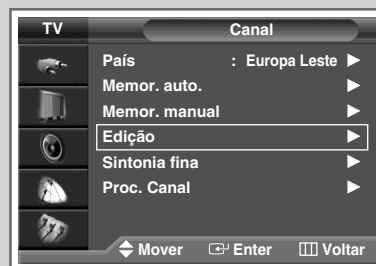 TV Canal
País : Europa Leste
Memor. auto.
Memor. manual
Edição
Sintonia fina
Proc. Canal
Mover Enter Voltar